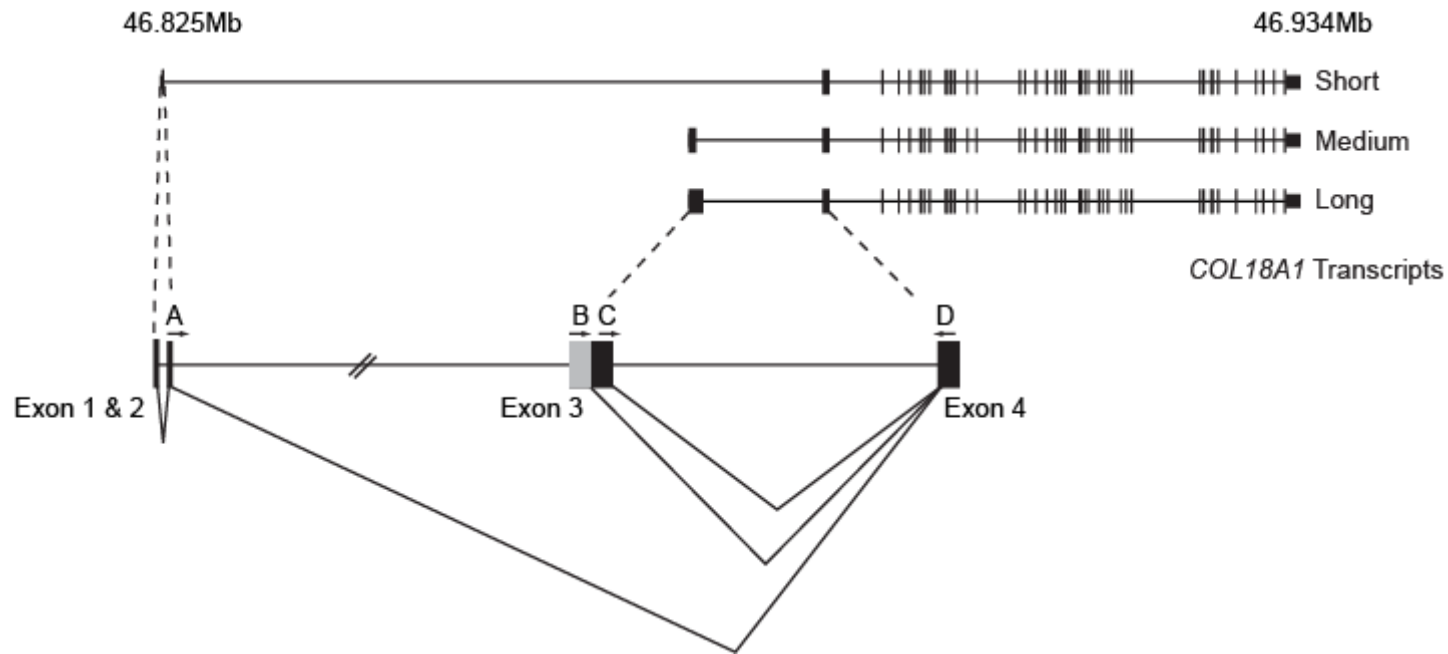 46.825Mb 46.934Mb
Short
Medium
Long
COL18A1 Transcripts
A B C D
Exon 1 & 2 Exon 3 Exon 4